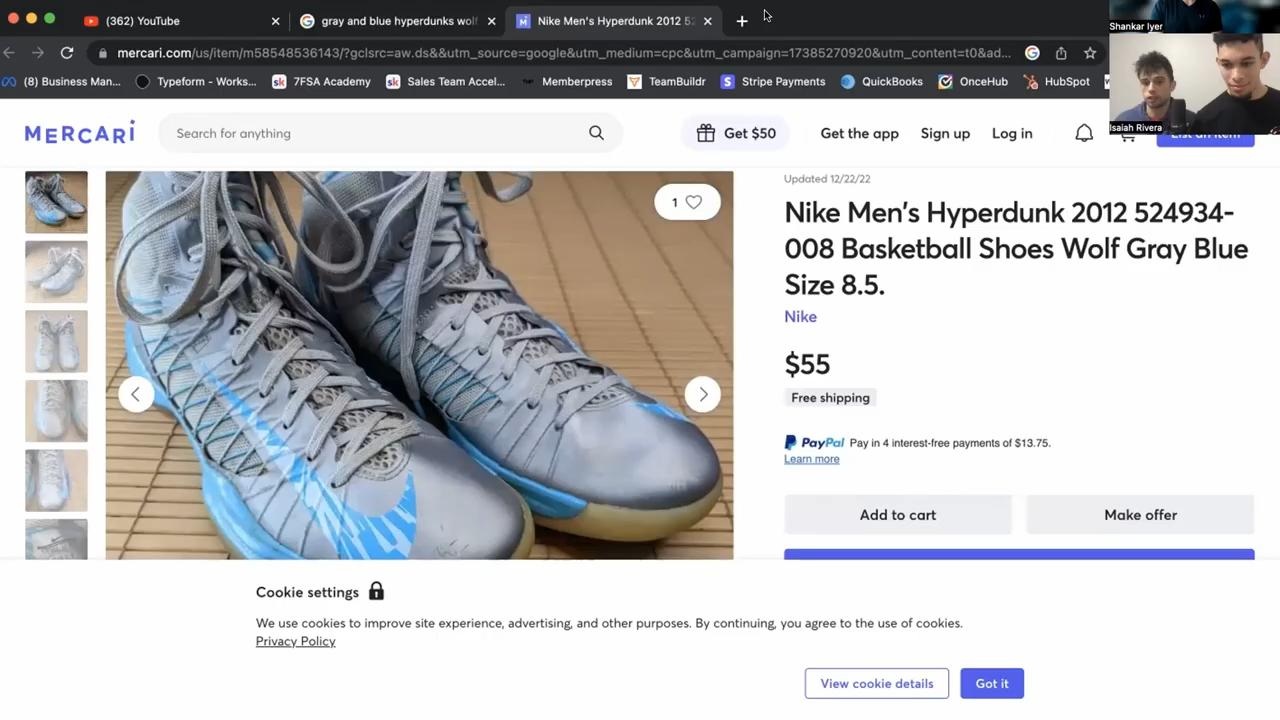 (362) YouTube
gray and blue hyperdunks wolf
Nike Men's Hyperdunk 2012 52
mercari.com/us/item/m58548536143/?gclsrc=aw.ds&&utm_source=google&utm_medium=cpc&utm_campaign=17385270920&utm_content=t0&ad...
(8) Business Man...
Typeform - Works...
7FSA Academy
Sales Team Accel...
Memberpress
TeamBuildr
Stripe Payments
QuickBooks
OnceHub
HubSpot
Shankar Iyer
Isaiah Rivera
MERCARI
Search for anything
Get $50
Get the app
Sign up
Log in
List an item
Updated 12/22/22
1
Nike Men's Hyperdunk 2012 524934-
008 Basketball Shoes Wolf Gray Blue
Size 8.5.
Nike
$55
Free shipping
PayPal Pay in 4 interest-free payments of $13.75.
Learn more
Add to cart
Make offer
Cookie settings
We use cookies to improve site experience, advertising, and other purposes. By continuing, you agree to the use of cookies.
Privacy Policy
View cookie details
Got it